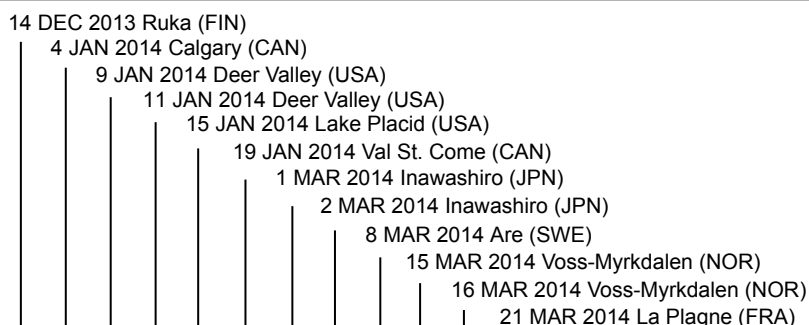 14 DEC 2013 Ruka (FIN)
4 JAN 2014 Calgary (CAN)
9 JAN 2014 Deer Valley (USA)
11 JAN 2014 Deer Valley (USA)
15 JAN 2014 Lake Placid (USA)
19 JAN 2014 Val St. Come (CAN)
1 MAR 2014 Inawashiro (JPN)
2 MAR 2014 Inawashiro (JPN)
8 MAR 2014 Are (SWE)
15 MAR 2014 Voss-Myrkdalen (NOR)
16 MAR 2014 Voss-Myrkdalen (NOR)
21 MAR 2014 La Plagne (FRA)